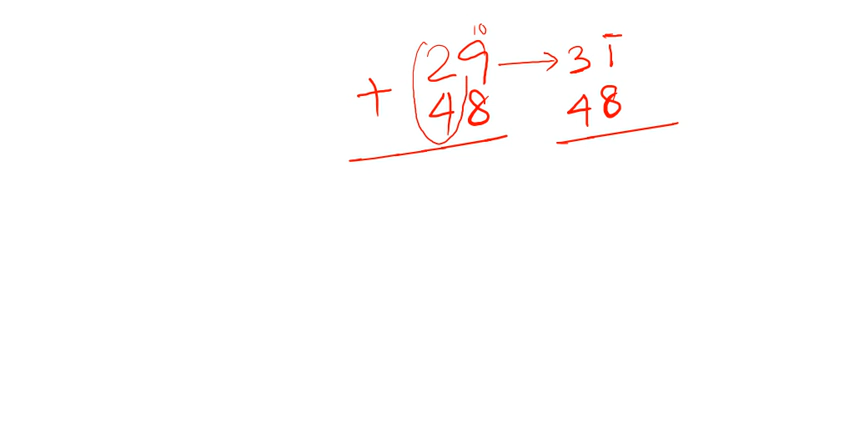 10
29 → 31̅
+ 48 48